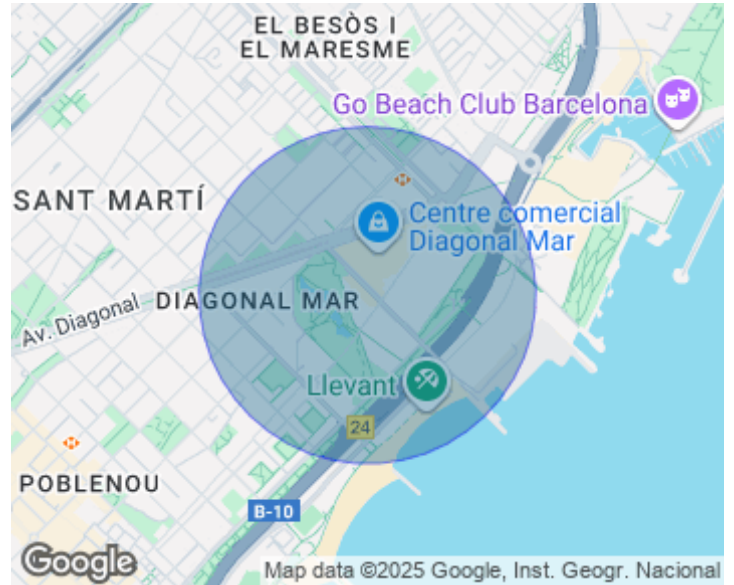 EL BESÒS I
EL MARESME
Go Beach Club Barcelona
SANT MARTÍ
Centre comercial
Diagonal Mar
Av. Diagonal
DIAGONAL MAR
Llevant
24
POBLENOU
B-10
Google
Map data ©2025 Google, Inst. Geogr. Nacional